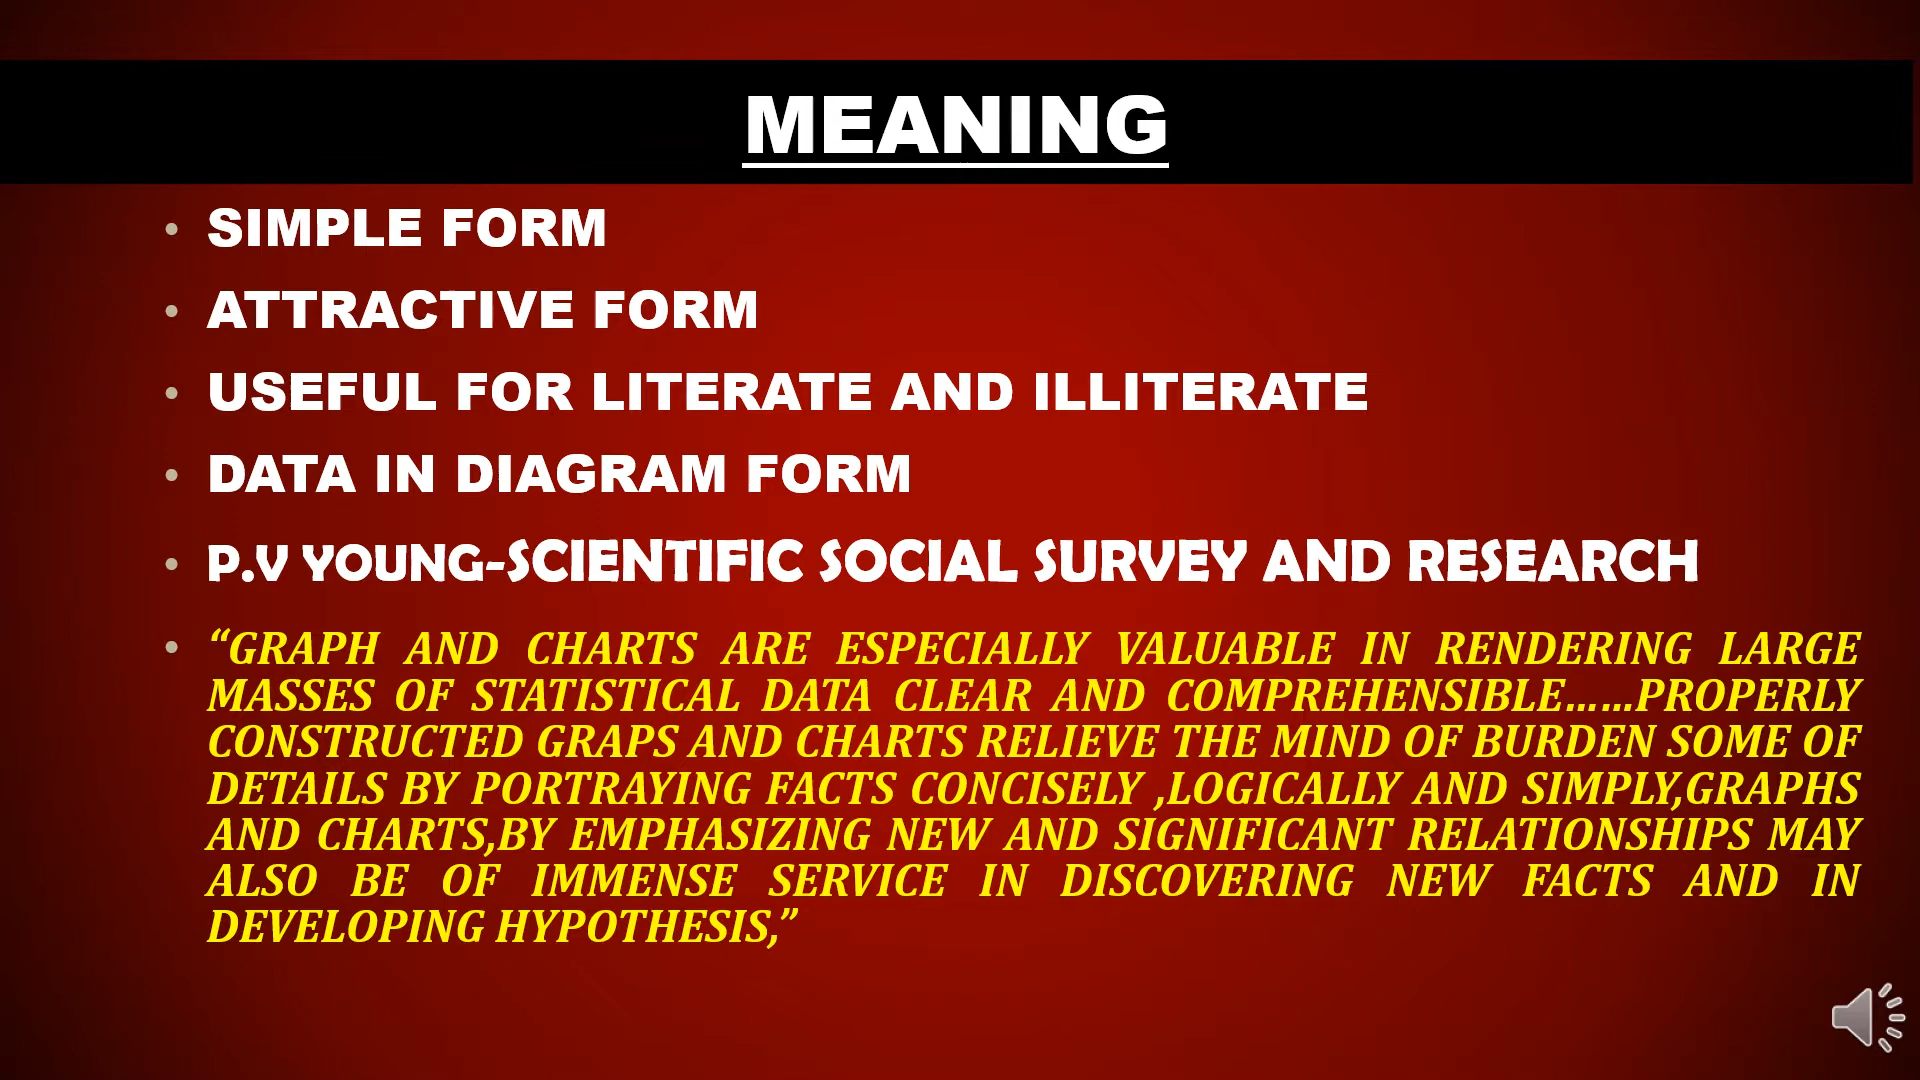 MEANING
• SIMPLE FORM
• ATTRACTIVE FORM
• USEFUL FOR LITERATE AND ILLITERATE
• DATA IN DIAGRAM FORM
• P.V YOUNG-SCIENTIFIC SOCIAL SURVEY AND RESEARCH
• “GRAPH AND CHARTS ARE ESPECIALLY VALUABLE IN RENDERING LARGE
MASSES OF STATISTICAL DATA CLEAR AND COMPREHENSIBLE……PROPERLY
CONSTRUCTED GRAPS AND CHARTS RELIEVE THE MIND OF BURDEN SOME OF
DETAILS BY PORTRAYING FACTS CONCISELY ,LOGICALLY AND SIMPLY,GRAPHS
AND CHARTS,BY EMPHASIZING NEW AND SIGNIFICANT RELATIONSHIPS MAY
ALSO BE OF IMMENSE SERVICE IN DISCOVERING NEW FACTS AND IN
DEVELOPING HYPOTHESIS,”